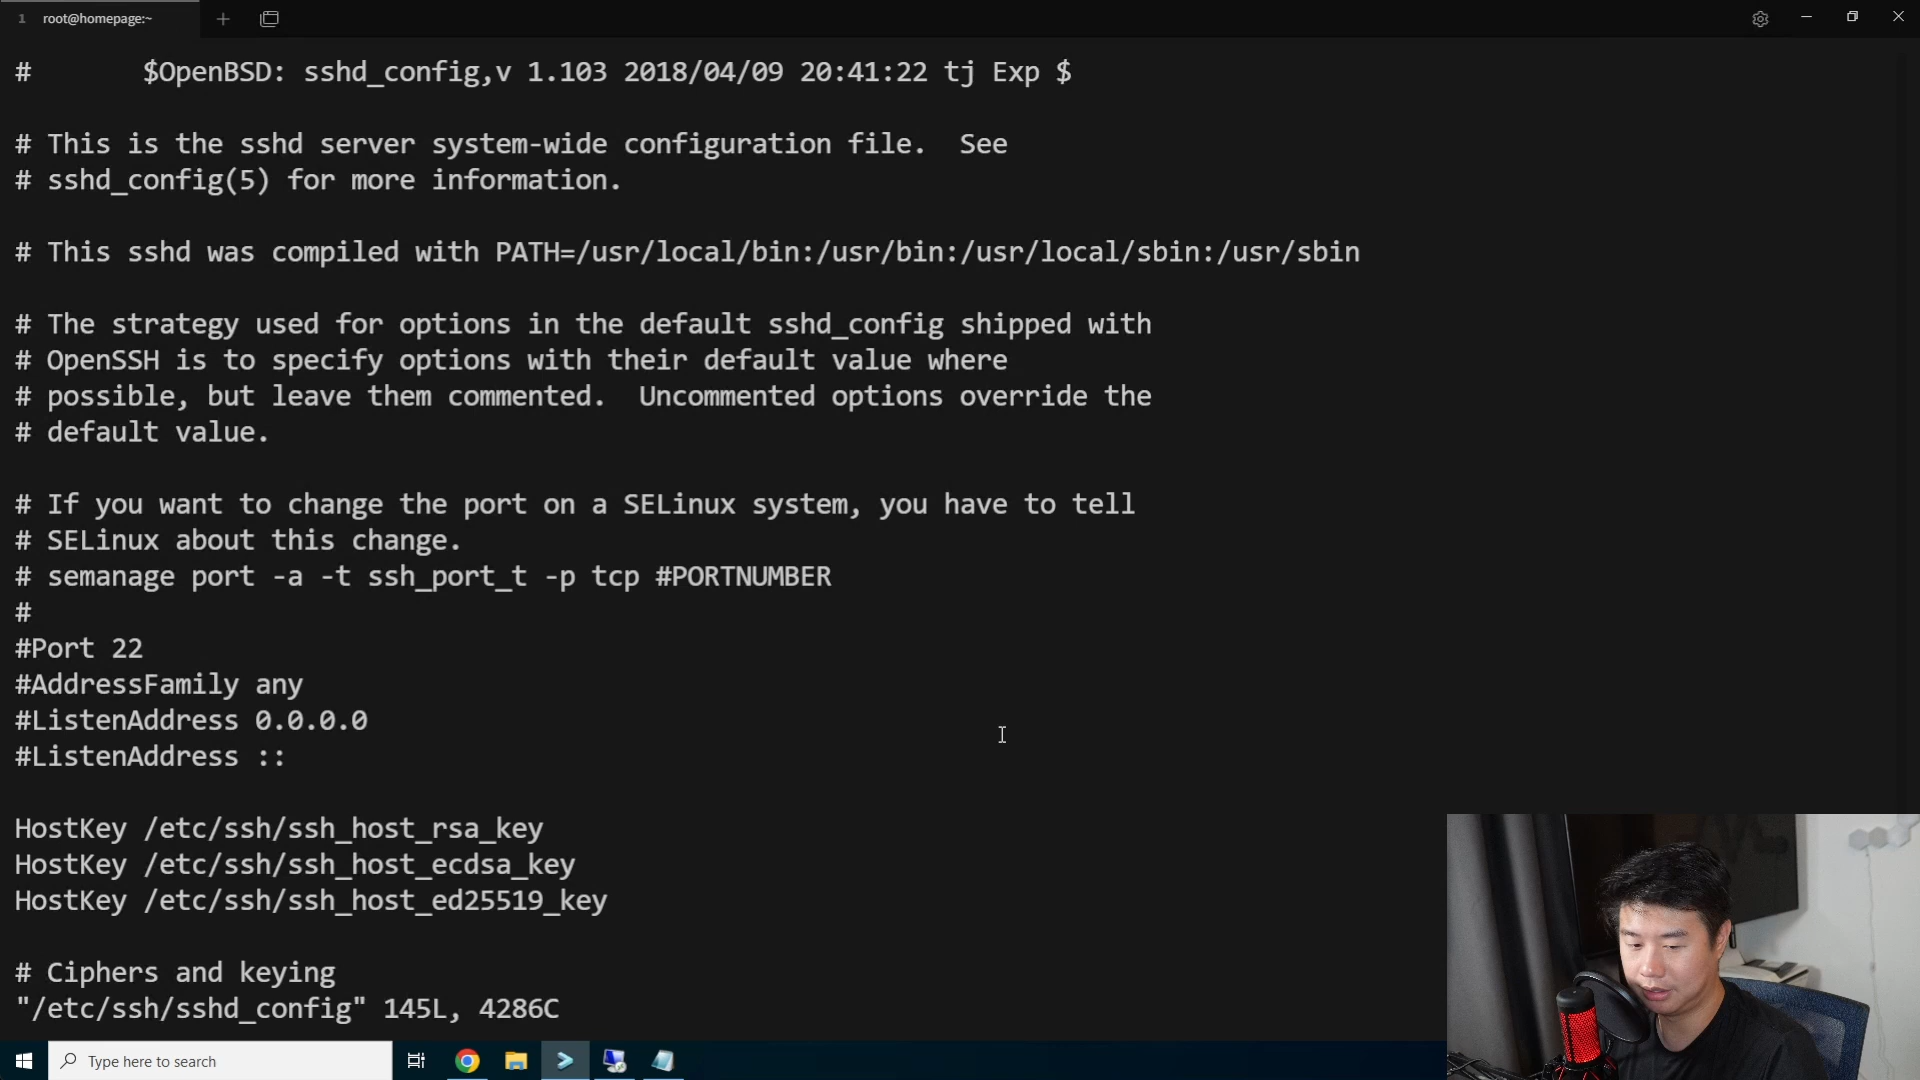 1 root@homepage:~
#       $OpenBSD: sshd_config,v 1.103 2018/04/09 20:41:22 tj Exp $
# This is the sshd server system-wide configuration file.  See
# sshd_config(5) for more information.
# This sshd was compiled with PATH=/usr/local/bin:/usr/bin:/usr/local/sbin:/usr/sbin
# The strategy used for options in the default sshd_config shipped with
# OpenSSH is to specify options with their default value where
# possible, but leave them commented.  Uncommented options override the
# default value.
# If you want to change the port on a SELinux system, you have to tell
# SELinux about this change.
# semanage port -a -t ssh_port_t -p tcp #PORTNUMBER
#
#Port 22
#AddressFamily any
#ListenAddress 0.0.0.0
#ListenAddress ::
HostKey /etc/ssh/ssh_host_rsa_key
HostKey /etc/ssh/ssh_host_ecdsa_key
HostKey /etc/ssh/ssh_host_ed25519_key
# Ciphers and keying
"/etc/ssh/sshd_config" 145L, 4286C
Type here to search